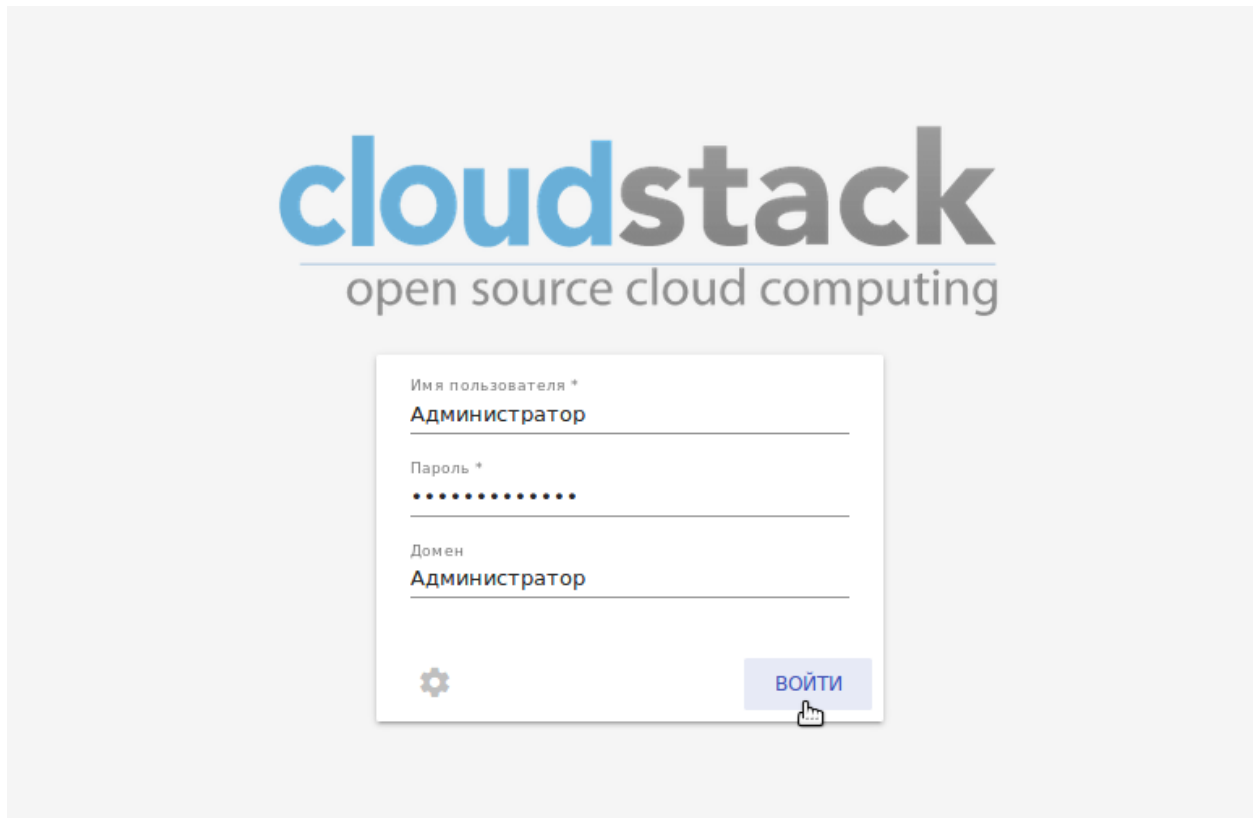 cloudstack
open source cloud computing
Имя пользователя *
Администратор
Пароль *
•••••••••••••
Домен
Администратор
ВОЙТИ